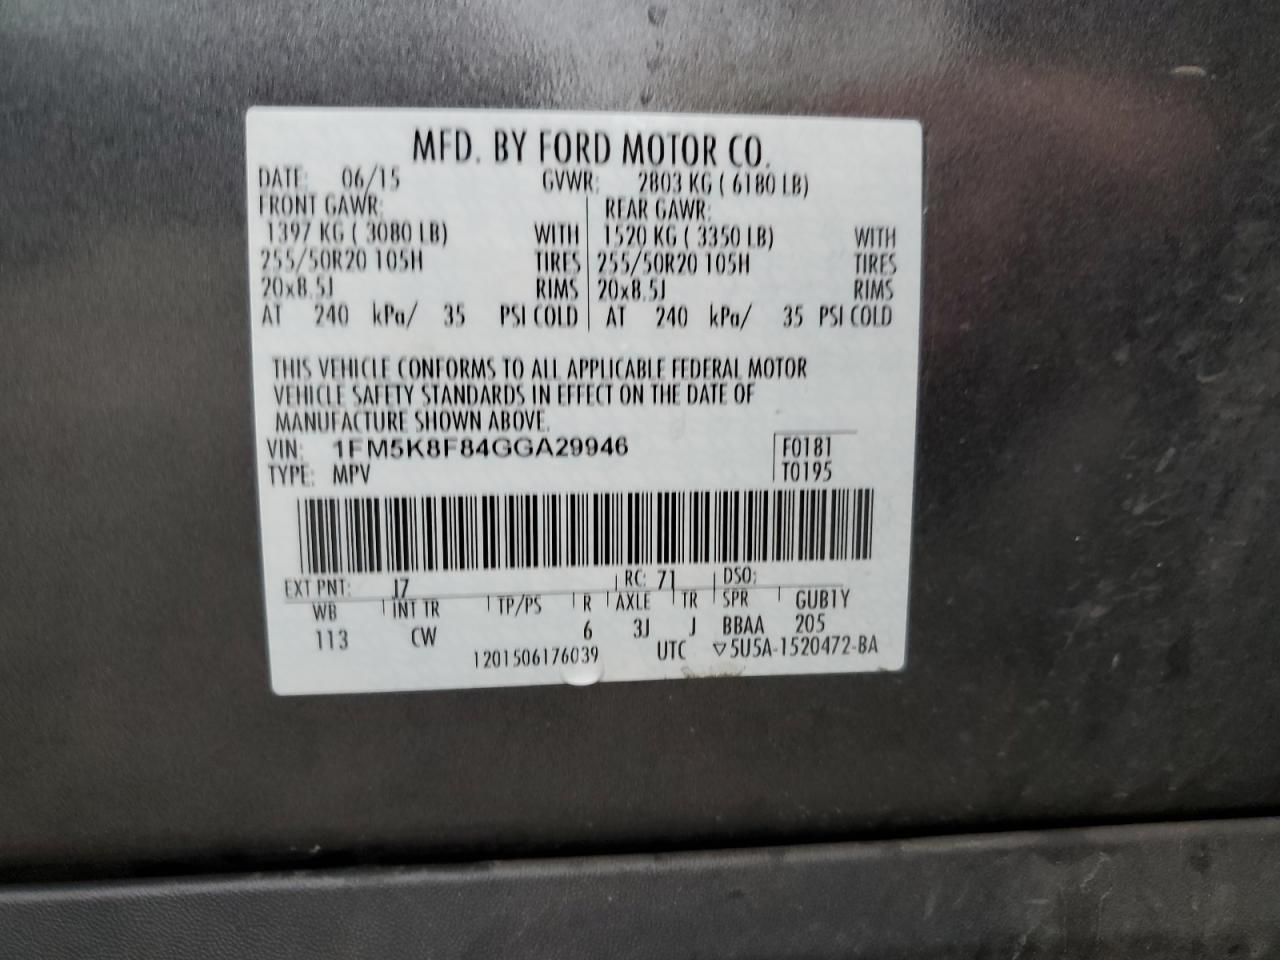 MFD. BY FORD MOTOR CO.
DATE: 06/15 GVWR: 2803 KG ( 6180 LB)
FRONT GAWR: REAR GAWR:
1397 KG ( 3080 LB) WITH 1520 KG ( 3350 LB) WITH
255/50R20 105H TIRES 255/50R20 105H TIRES
20x8.5J RIMS 20x8.5J RIMS
AT 240 kPa/ 35 PSI COLD AT 240 kPa/ 35 PSI COLD
THIS VEHICLE CONFORMS TO ALL APPLICABLE FEDERAL MOTOR
VEHICLE SAFETY STANDARDS IN EFFECT ON THE DATE OF
MANUFACTURE SHOWN ABOVE.
VIN: 1FM5K8F84GGA29946 F0181
TYPE: MPV T0195
EXT PNT: J7 RC: 71 DSO:
WB INT TR TP/PS R AXLE TR SPR GUB1Y
113 CW 6 3J J BBAA 205
1201506176039 UTC ▽5U5A-1520472-BA